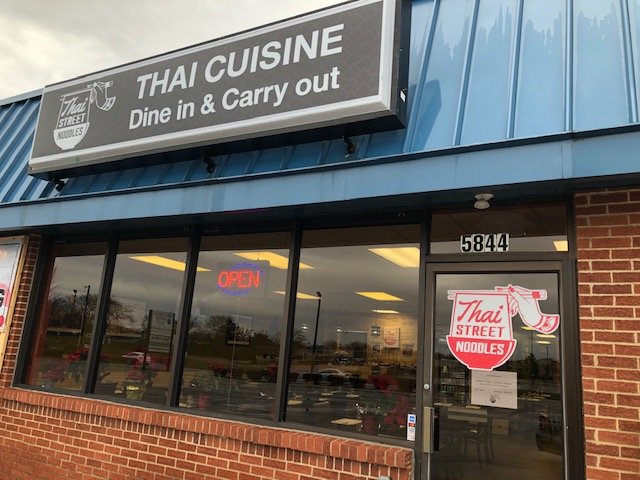 THAI CUISINE
Dine in & Carry out
Thai
STREET
NOODLES
OPEN
5844
Thai
STREET
NOODLES